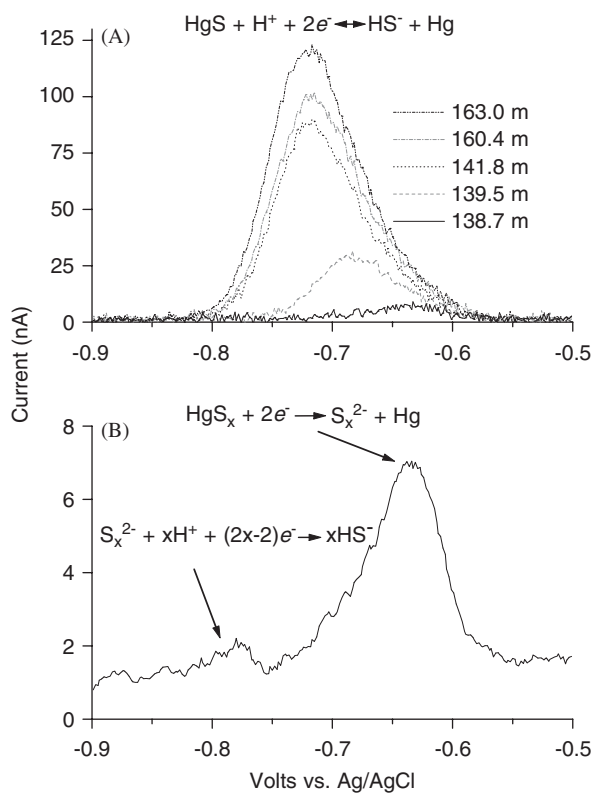 HgS + H⁺ + 2e⁻ ↔ HS⁻ + Hg
(A)
125
100
75
50
25
0
163.0 m
160.4 m
141.8 m
139.5 m
138.7 m
-0.9 -0.8 -0.7 -0.6 -0.5
Current (nA)
HgSₓ + 2e⁻ → Sₓ²⁻ + Hg
(B)
8
6
4
2
0
Sₓ²⁻ + xH⁺ + (2x-2)e⁻ → xHS⁻
-0.9 -0.8 -0.7 -0.6 -0.5
Volts vs. Ag/AgCl